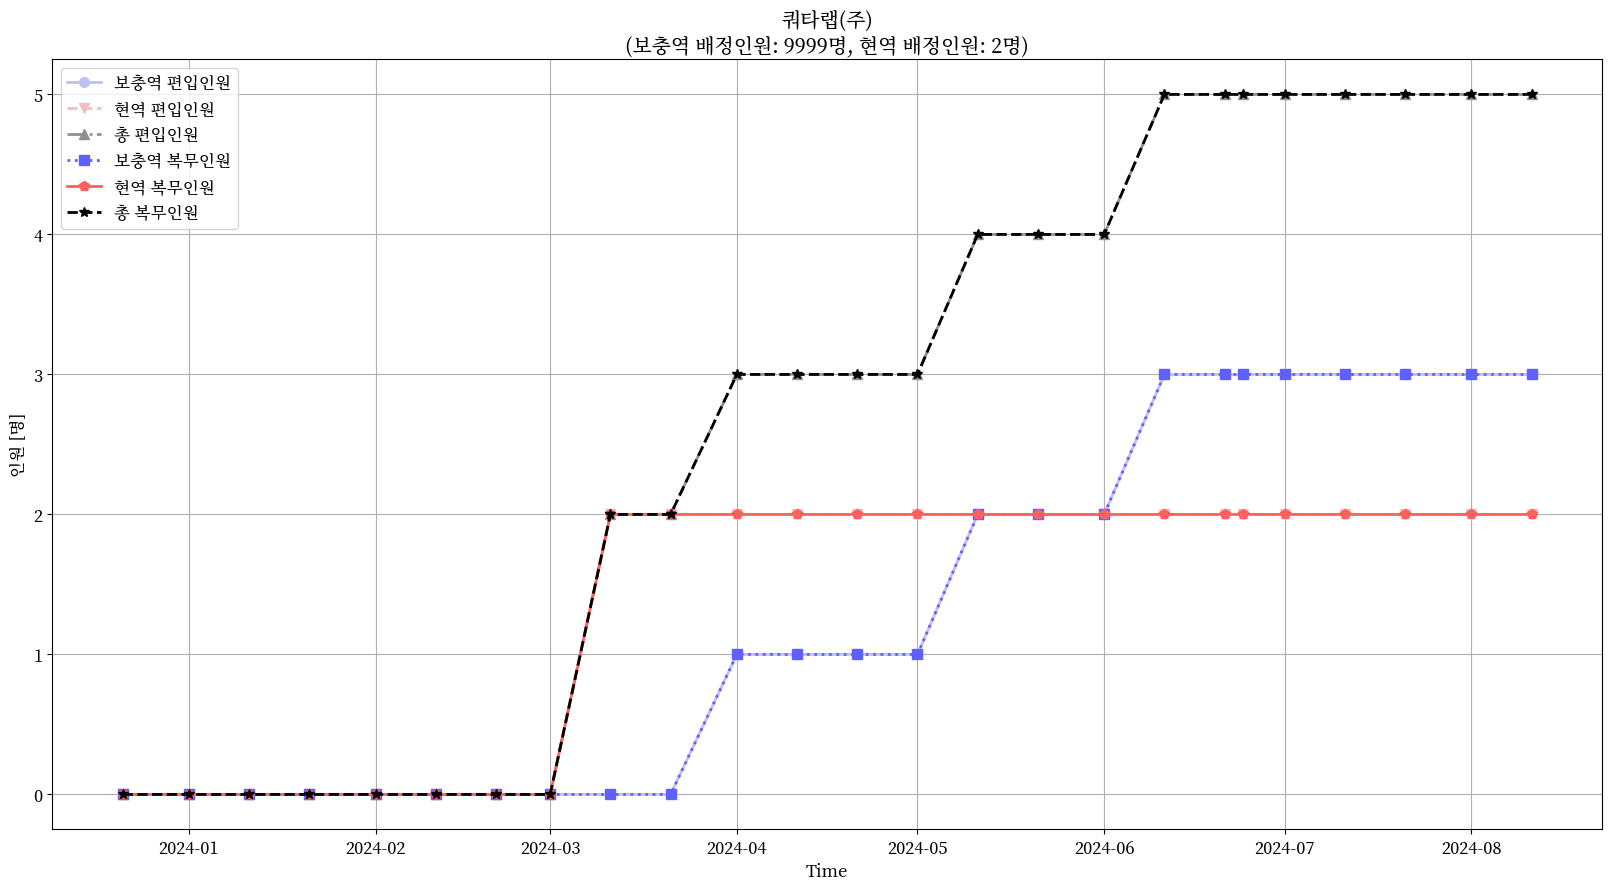 쿼타랩(주)
(보충역 배정인원: 9999명, 현역 배정인원: 2명)
보충역 편입인원
현역 편입인원
총 편입인원
보충역 복무인원
현역 복무인원
총 복무인원
5
4
3
2
1
0
인원 [명]
2024-01 2024-02 2024-03 2024-04 2024-05 2024-06 2024-07 2024-08
Time